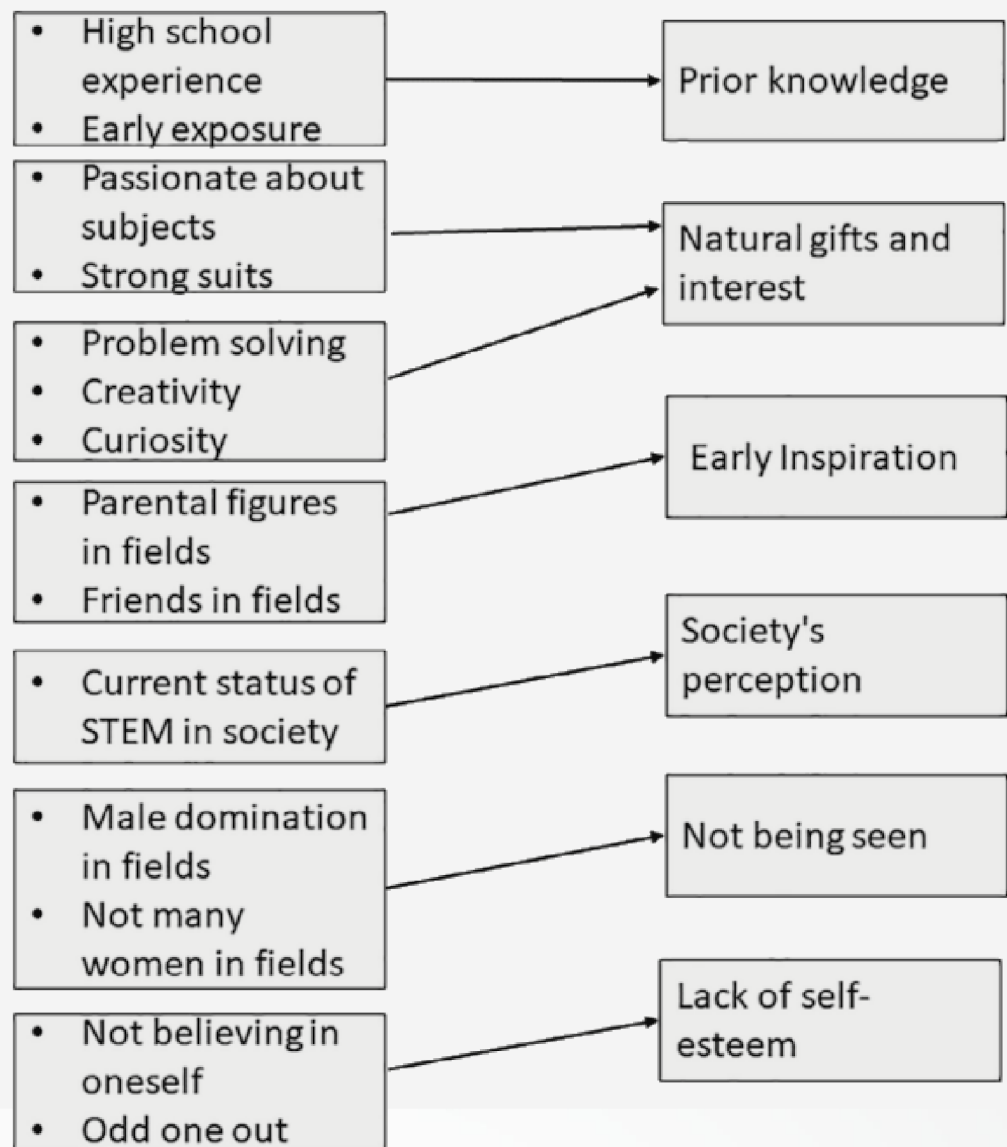 • High school
experience
• Early exposure
Prior knowledge
• Passionate about
subjects
• Strong suits
Natural gifts and
interest
• Problem solving
• Creativity
• Curiosity
• Parental figures
in fields
• Friends in fields
Early Inspiration
• Current status of
STEM in society
Society's
perception
• Male domination
in fields
• Not many
women in fields
Not being seen
• Not believing in
oneself
• Odd one out
Lack of self-
esteem